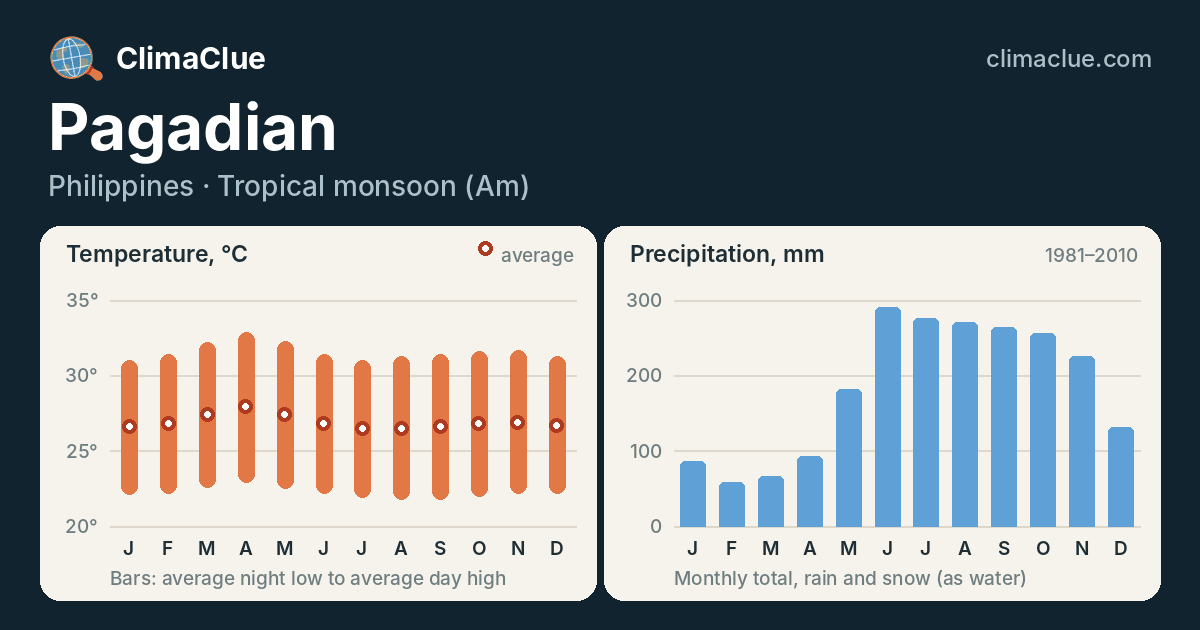 ClimaClue
climaclue.com
Pagadian
Philippines · Tropical monsoon (Am)
Temperature, °C
average
35°
30°
25°
20°
J F M A M J J A S O N D
Bars: average night low to average day high
Precipitation, mm
1981–2010
300
200
100
0
J F M A M J J A S O N D
Monthly total, rain and snow (as water)